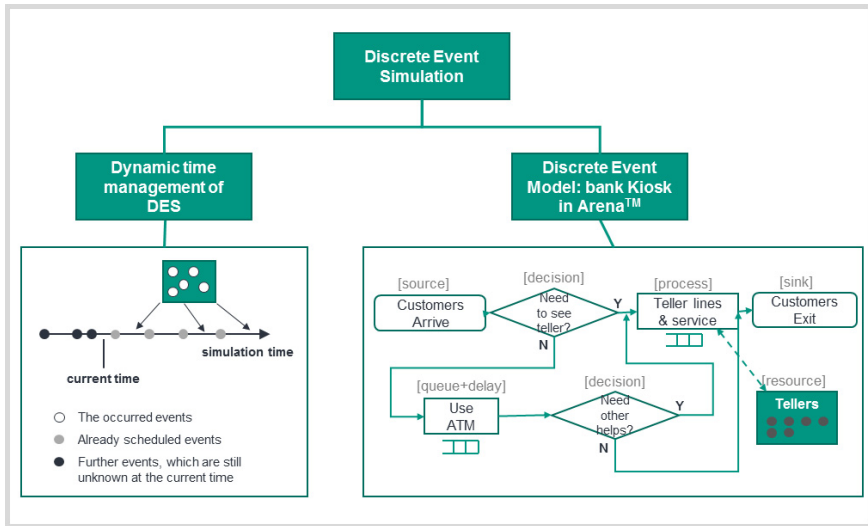 Discrete Event
Simulation
Dynamic time
management of
DES
Discrete Event
Model: bank Kiosk
in Arena™
simulation time
current time
The occurred events
Already scheduled events
Further events, which are still
unknown at the current time
[source]
Customers
Arrive
[decision]
Need
to see
teller?
Y
N
[process]
Teller lines
& service
[sink]
Customers
Exit
[queue+delay]
Use
ATM
[decision]
Need
other
helps?
Y
N
[resource]
Tellers